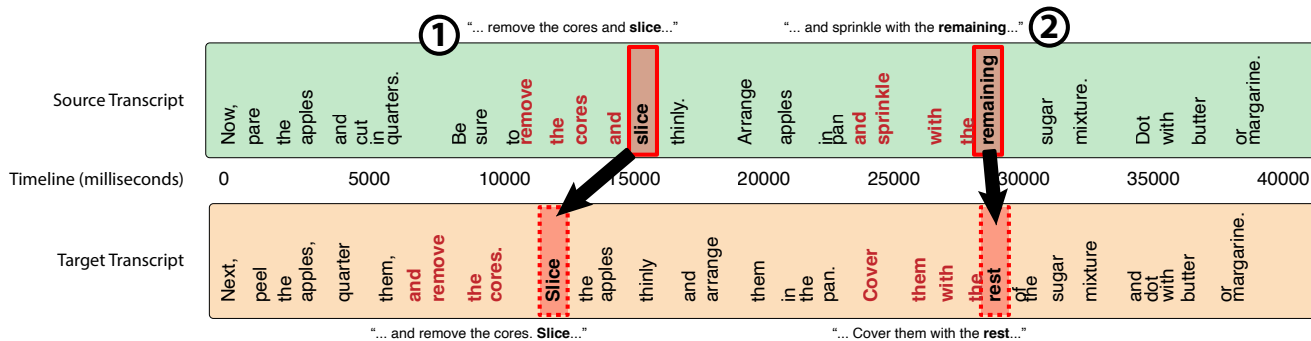 ① "... remove the cores and slice..." "... and sprinkle with the remaining..." ②
Source Transcript
Now, pare the apples and cut in quarters. Be sure to remove the cores and slice thinly. Arrange apples in pan and sprinkle with the remaining sugar mixture. Dot with butter or margarine.
Timeline (milliseconds) 0 5000 10000 15000 20000 25000 30000 35000 40000
Target Transcript
Next, peel the apples, quarter them, and remove the cores. Slice the apples thinly and arrange them in the pan. Cover them with the rest of the sugar mixture and dot with butter or margarine.
"... and remove the cores. Slice..." "... Cover them with the rest..."